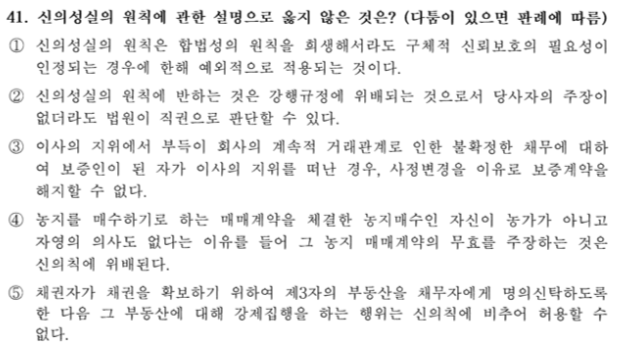 41. 신의성실의 원칙에 관한 설명으로 옳지 않은 것은? (다툼이 있으면 판례에 따름)
① 신의성실의 원칙은 합법성의 원칙을 희생해서라도 구체적 신뢰보호의 필요성이
인정되는 경우에 한해 예외적으로 적용되는 것이다.
② 신의성실의 원칙에 반하는 것은 강행규정에 위배되는 것으로서 당사자의 주장이
없더라도 법원이 직권으로 판단할 수 있다.
③ 이사의 지위에서 부득이 회사의 계속적 거래관계로 인한 불확정한 채무에 대하
여 보증인이 된 자가 이사의 지위를 떠난 경우, 사정변경을 이유로 보증계약을
해지할 수 없다.
④ 농지를 매수하기로 하는 매매계약을 체결한 농지매수인 자신이 농가가 아니고
자영의 의사도 없다는 이유를 들어 그 농지 매매계약의 무효를 주장하는 것은
신의칙에 위배된다.
⑤ 채권자가 채권을 확보하기 위하여 제3자의 부동산을 채무자에게 명의신탁하도록
한 다음 그 부동산에 대해 강제집행을 하는 행위는 신의칙에 비추어 허용할 수
없다.